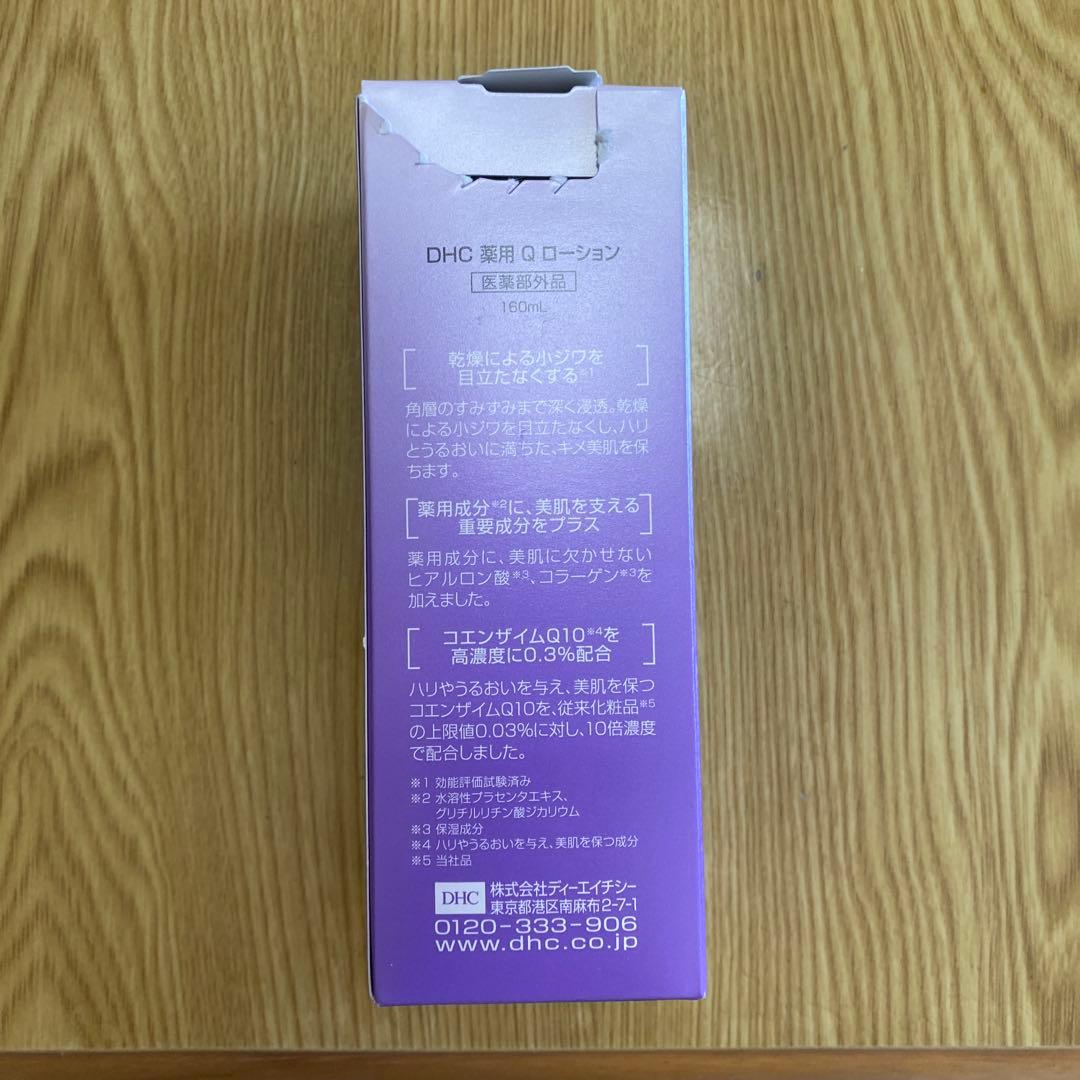 DHC 薬用 Q ローション
医薬部外品
160mL
乾燥による小ジワを
目立たなくする※1
角層のすみずみまで深く浸透。乾燥
による小ジワを目立たなくし、ハリ
とうるおいに満ちた、キメ美肌を保
ちます。
薬用成分※2に、美肌を支える
重要成分をプラス
薬用成分に、美肌に欠かせない
ヒアルロン酸※3、コラーゲン※3を
加えました。
コエンザイムQ10※4を
高濃度に0.3%配合
ハリやうるおいを与え、美肌を保つ
コエンザイムQ10を、従来化粧品※5
の上限値0.03%に対し、10倍濃度
で配合しました。
※1 効能評価試験済み
※2 水溶性プラセンタエキス、
グリチルリチン酸ジカリウム
※3 保湿成分
※4 ハリやうるおいを与え、美肌を保つ成分
※5 当社品
DHC 株式会社ディーエイチシー
東京都港区南麻布2-7-1
0120-333-906
www.dhc.co.jp